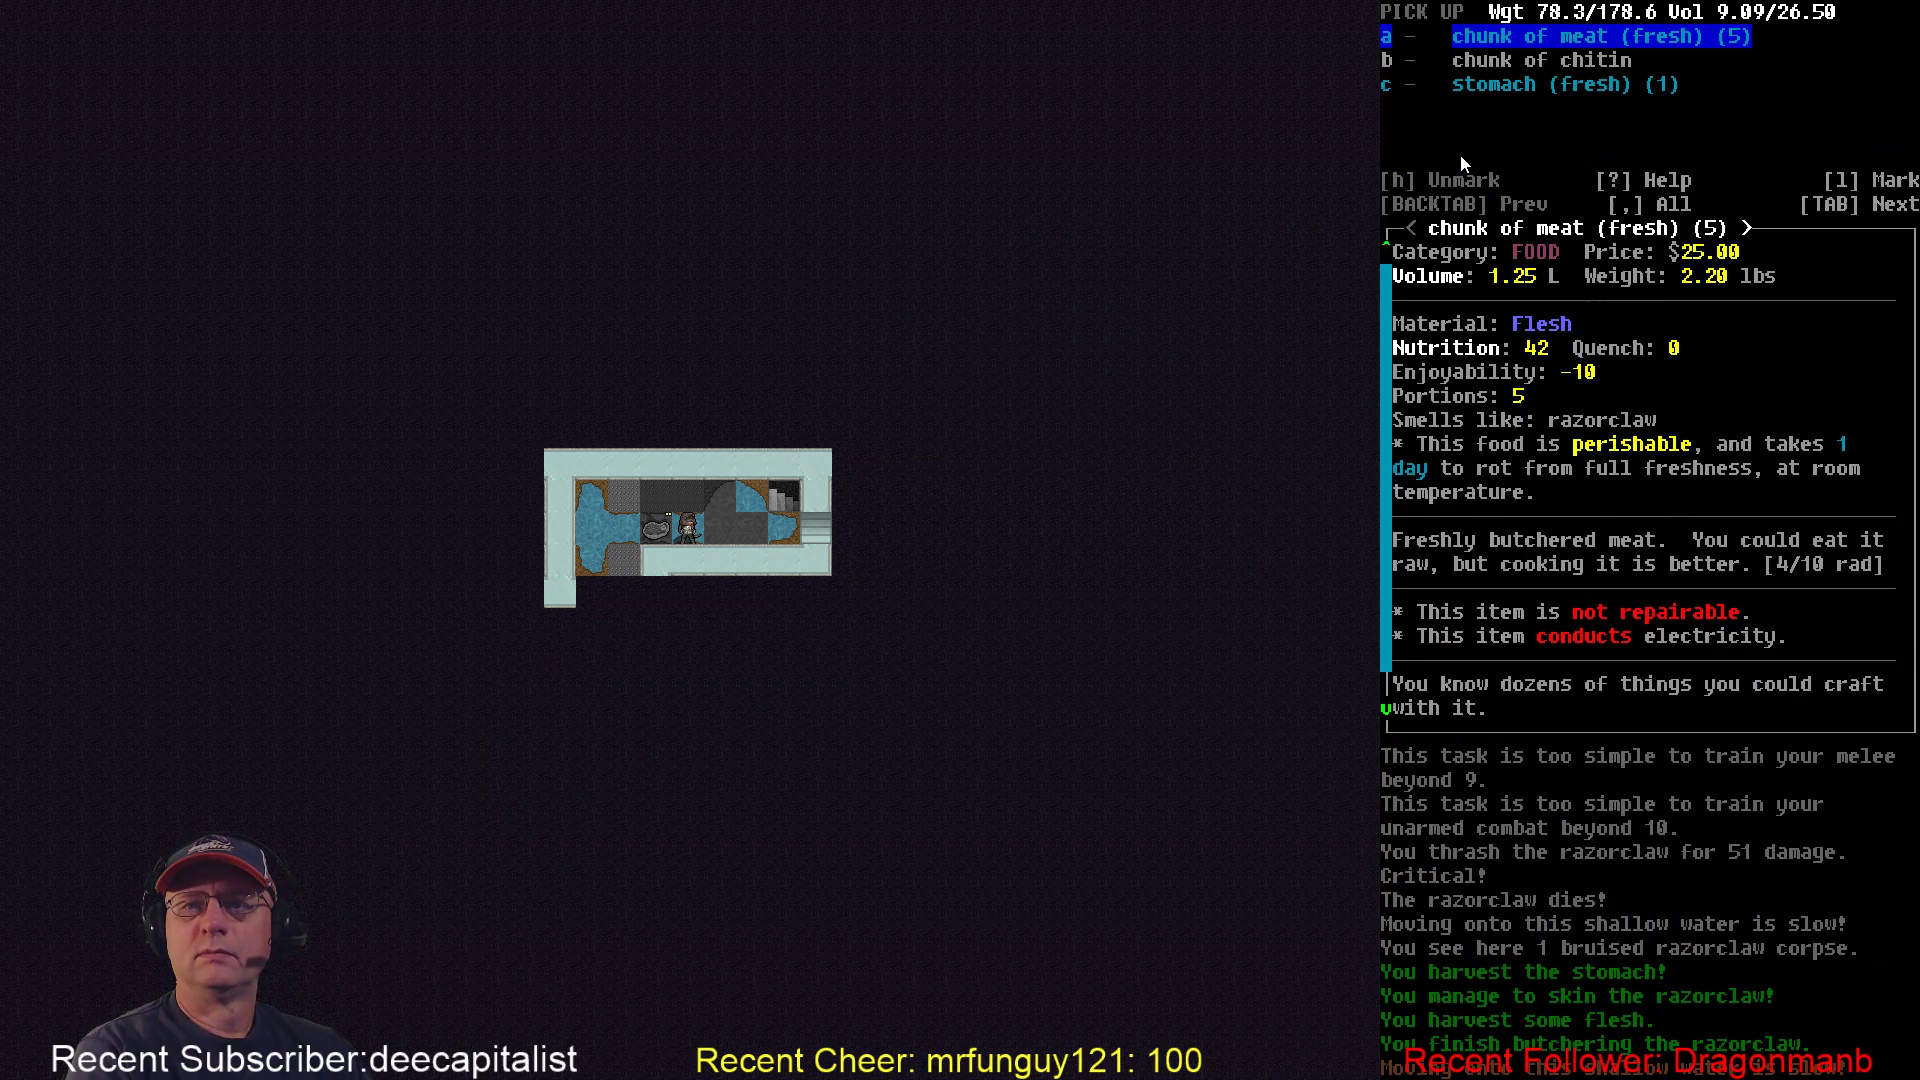 PICK UP  Wgt 78.3/178.6 Vol 9.09/26.50
a -   chunk of meat (fresh) (5)
b -   chunk of chitin
c -   stomach (fresh) (1)
[h] Unmark        [?] Help           [l] Mark
[BACKTAB] Prev     [,] All         [TAB] Next
< chunk of meat (fresh) (5) >
Category: FOOD  Price: $25.00
Volume: 1.25 L  Weight: 2.20 lbs
Material: Flesh
Nutrition: 42  Quench: 0
Enjoyability: -10
Portions: 5
Smells like: razorclaw
* This food is perishable, and takes 1
day to rot from full freshness, at room
temperature.
Freshly butchered meat.  You could eat it
raw, but cooking it is better. [4/10 rad]
* This item is not repairable.
* This item conducts electricity.
You know dozens of things you could craft
with it.
This task is too simple to train your melee
beyond 9.
This task is too simple to train your
unarmed combat beyond 10.
You thrash the razorclaw for 51 damage.
Critical!
The razorclaw dies!
Moving onto this shallow water is slow!
You see here 1 bruised razorclaw corpse.
You harvest the stomach!
You manage to skin the razorclaw!
You harvest some flesh.
You finish butchering the razorclaw.
Moving onto this shallow water is slow!
Recent Subscriber:deecapitalist
Recent Cheer: mrfunguy121: 100
Recent Follower: Dragonmanb